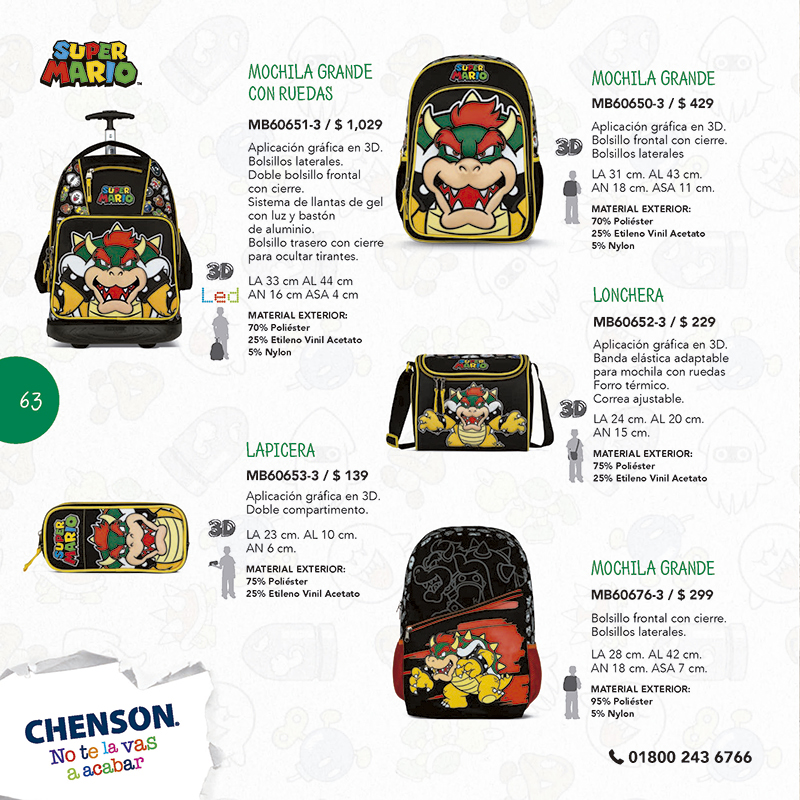 SUPER
MARIO™
MOCHILA GRANDE
CON RUEDAS
MB60651-3 / $ 1,029
Aplicación gráfica en 3D.
Bolsillos laterales.
Doble bolsillo frontal
con cierre.
Sistema de llantas de gel
con luz y bastón
de aluminio.
Bolsillo trasero con cierre
para ocultar tirantes.
3D
Led
LA 33 cm AL 44 cm
AN 16 cm ASA 4 cm
MATERIAL EXTERIOR:
70% Poliéster
25% Etileno Vinil Acetato
5% Nylon
SUPER
MARIO
SUPER
MARIO
MOCHILA GRANDE
MB60650-3 / $ 429
Aplicación gráfica en 3D.
Bolsillo frontal con cierre.
Bolsillos laterales
3D
LA 31 cm. AL 43 cm.
AN 18 cm. ASA 11 cm.
MATERIAL EXTERIOR:
70% Poliéster
25% Etileno Vinil Acetato
5% Nylon
LONCHERA
MB60652-3 / $ 229
Aplicación gráfica en 3D.
Banda elástica adaptable
para mochila con ruedas
Forro térmico.
Correa ajustable.
3D
LA 24 cm. AL 20 cm.
AN 15 cm.
MATERIAL EXTERIOR:
75% Poliéster
25% Etileno Vinil Acetato
SUPER
MARIO
63
LAPICERA
MB60653-3 / $ 139
Aplicación gráfica en 3D.
Doble compartimento.
3D
LA 23 cm. AL 10 cm.
AN 6 cm.
MATERIAL EXTERIOR:
75% Poliéster
25% Etileno Vinil Acetato
SUPER
MARIO
MOCHILA GRANDE
MB60676-3 / $ 299
Bolsillo frontal con cierre.
Bolsillos laterales.
LA 28 cm. AL 42 cm.
AN 18 cm. ASA 7 cm.
MATERIAL EXTERIOR:
95% Poliéster
5% Nylon
CHENSON.
No te la vas
a acabar
01800 243 6766